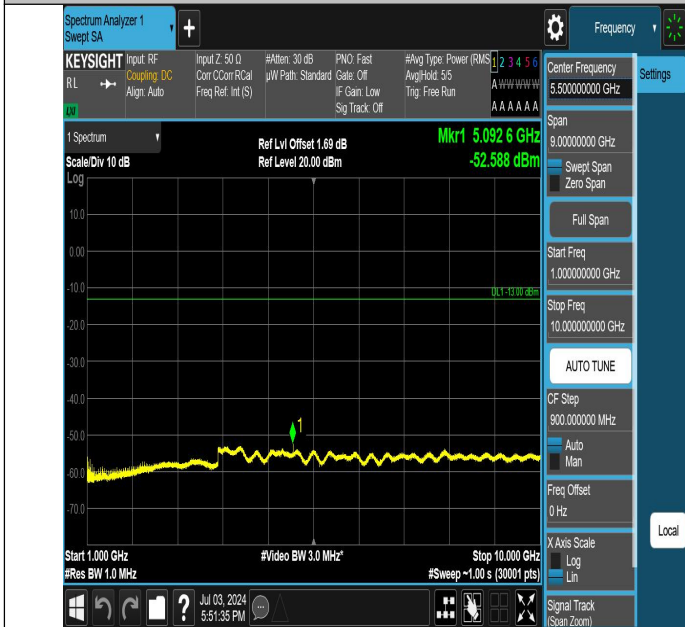 Spectrum Analyzer 1
Swept SA
+
Frequency
KEYSIGHT
RL
LXI
Input: RF
Coupling: DC
Align: Auto
Input Z: 50 Ω
Corr CCorr RCal
Freq Ref: Int (S)
#Atten: 30 dB
µW Path: Standard
PNO: Fast
Gate: Off
IF Gain: Low
Sig Track: Off
#Avg Type: Power (RMS
Avg|Hold: 5/5
Trig: Free Run
1 2 3 4 5 6
A W W W W W
A A A A A A
1 Spectrum
Scale/Div 10 dB
Ref Lvl Offset 1.69 dB
Ref Level 20.00 dBm
Mkr1 5.092 6 GHz
-52.588 dBm
Log
10.0
0.00
-10.0
DL1 -13.00 dBm
-20.0
-30.0
-40.0
1
-50.0
-60.0
-70.0
Start 1.000 GHz
#Res BW 1.0 MHz
#Video BW 3.0 MHz*
Stop 10.000 GHz
#Sweep ~1.00 s (30001 pts)
?
Jul 03, 2024
5:51:35 PM
Center Frequency
5.500000000 GHz
Settings
Span
9.00000000 GHz
Swept Span
Zero Span
Full Span
Start Freq
1.000000000 GHz
Stop Freq
10.000000000 GHz
AUTO TUNE
CF Step
900.000000 MHz
Auto
Man
Freq Offset
0 Hz
Local
X Axis Scale
Log
Lin
Signal Track
(Span Zoom)